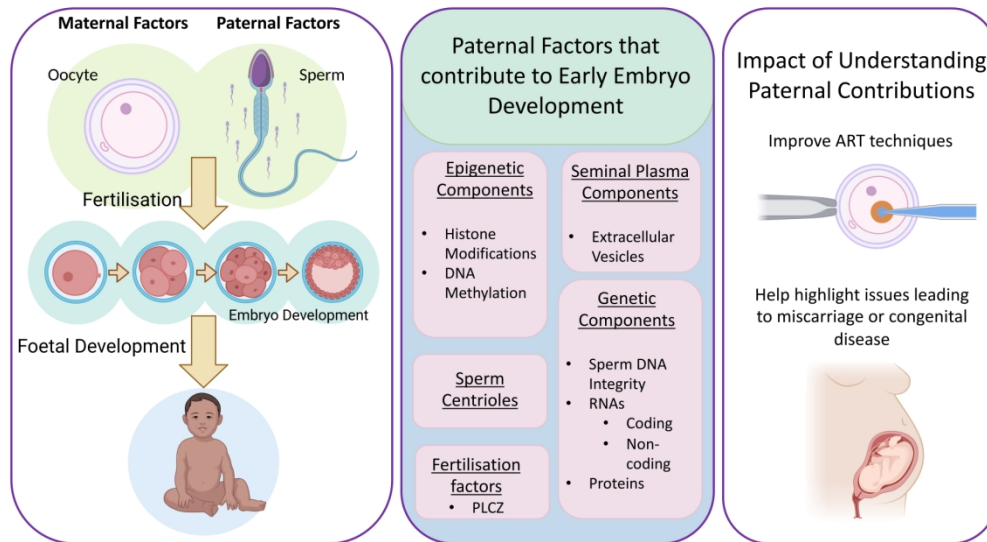 Maternal Factors
Paternal Factors
Oocyte
Sperm
Fertilisation
Embryo Development
Foetal Development
Paternal Factors that
contribute to Early Embryo
Development
Epigenetic
Components
• Histone
Modifications
• DNA
Methylation
Sperm
Centrioles
Fertilisation
factors
• PLCZ
Seminal Plasma
Components
• Extracellular
Vesicles
Genetic
Components
• Sperm DNA
Integrity
• RNAs
• Coding
• Non-
coding
• Proteins
Impact of Understanding
Paternal Contributions
Improve ART techniques
Help highlight issues leading
to miscarriage or congenital
disease